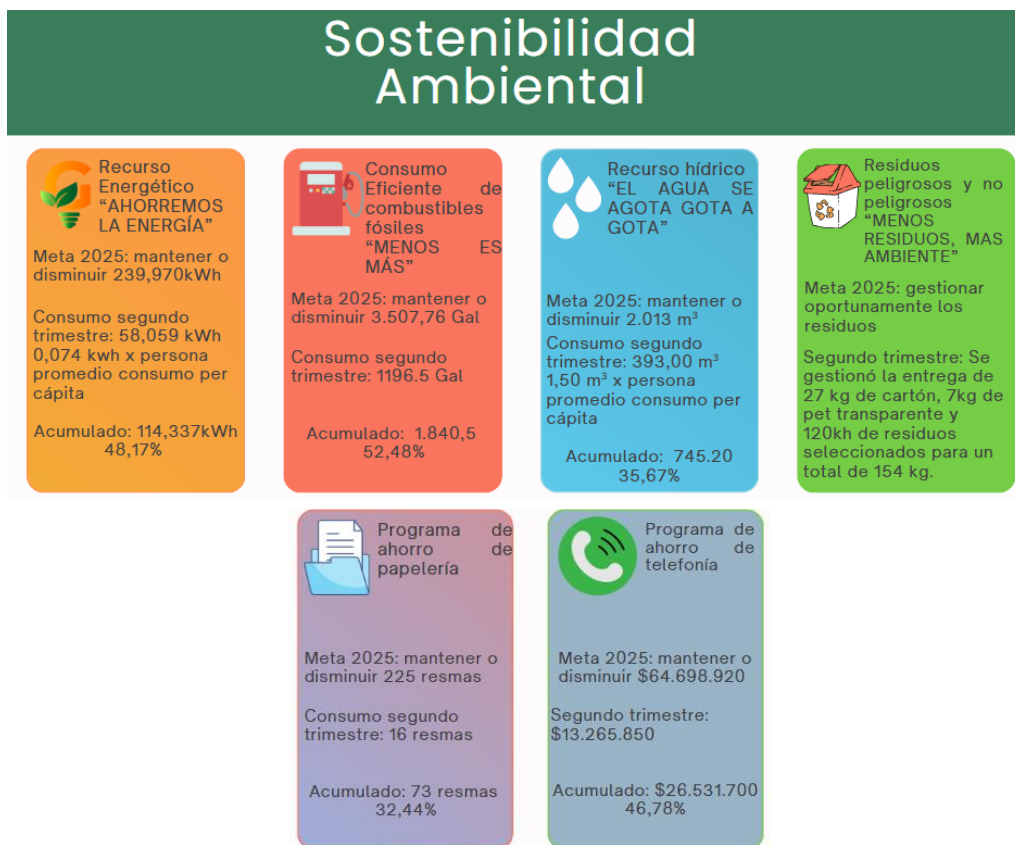 Sostenibilidad
Ambiental
Recurso
Energético
“AHORREMOS
LA ENERGÍA”
Meta 2025: mantener o
disminuir 239,970kWh
Consumo segundo
trimestre: 58,059 kWh
0,074 kwh x persona
promedio consumo per
cápita
Acumulado: 114,337kWh
48,17%
Consumo
Eficiente de
combustibles
fósiles
“MENOS ES
MÁS”
Meta 2025: mantener o
disminuir 3.507,76 Gal
Consumo segundo
trimestre: 1196.5 Gal
Acumulado: 1.840,5
52,48%
Recurso hídrico
“EL AGUA SE
AGOTA GOTA A
GOTA”
Meta 2025: mantener o
disminuir 2.013 m³
Consumo segundo
trimestre: 393,00 m³
1,50 m³ x persona
promedio consumo per
cápita
Acumulado: 745.20
35,67%
Residuos
peligrosos y no
peligrosos
“MENOS
RESIDUOS, MAS
AMBIENTE”
Meta 2025: gestionar
oportunamente los
residuos
Segundo trimestre: Se
gestionó la entrega de
27 kg de cartón, 7kg de
pet transparente y
120kh de residuos
seleccionados para un
total de 154 kg.
Programa de
ahorro de
papelería
Meta 2025: mantener o
disminuir 225 resmas
Consumo segundo
trimestre: 16 resmas
Acumulado: 73 resmas
32,44%
Programa de
ahorro de
telefonía
Meta 2025: mantener o
disminuir $64.698.920
Segundo trimestre:
$13.265.850
Acumulado: $26.531.700
46,78%